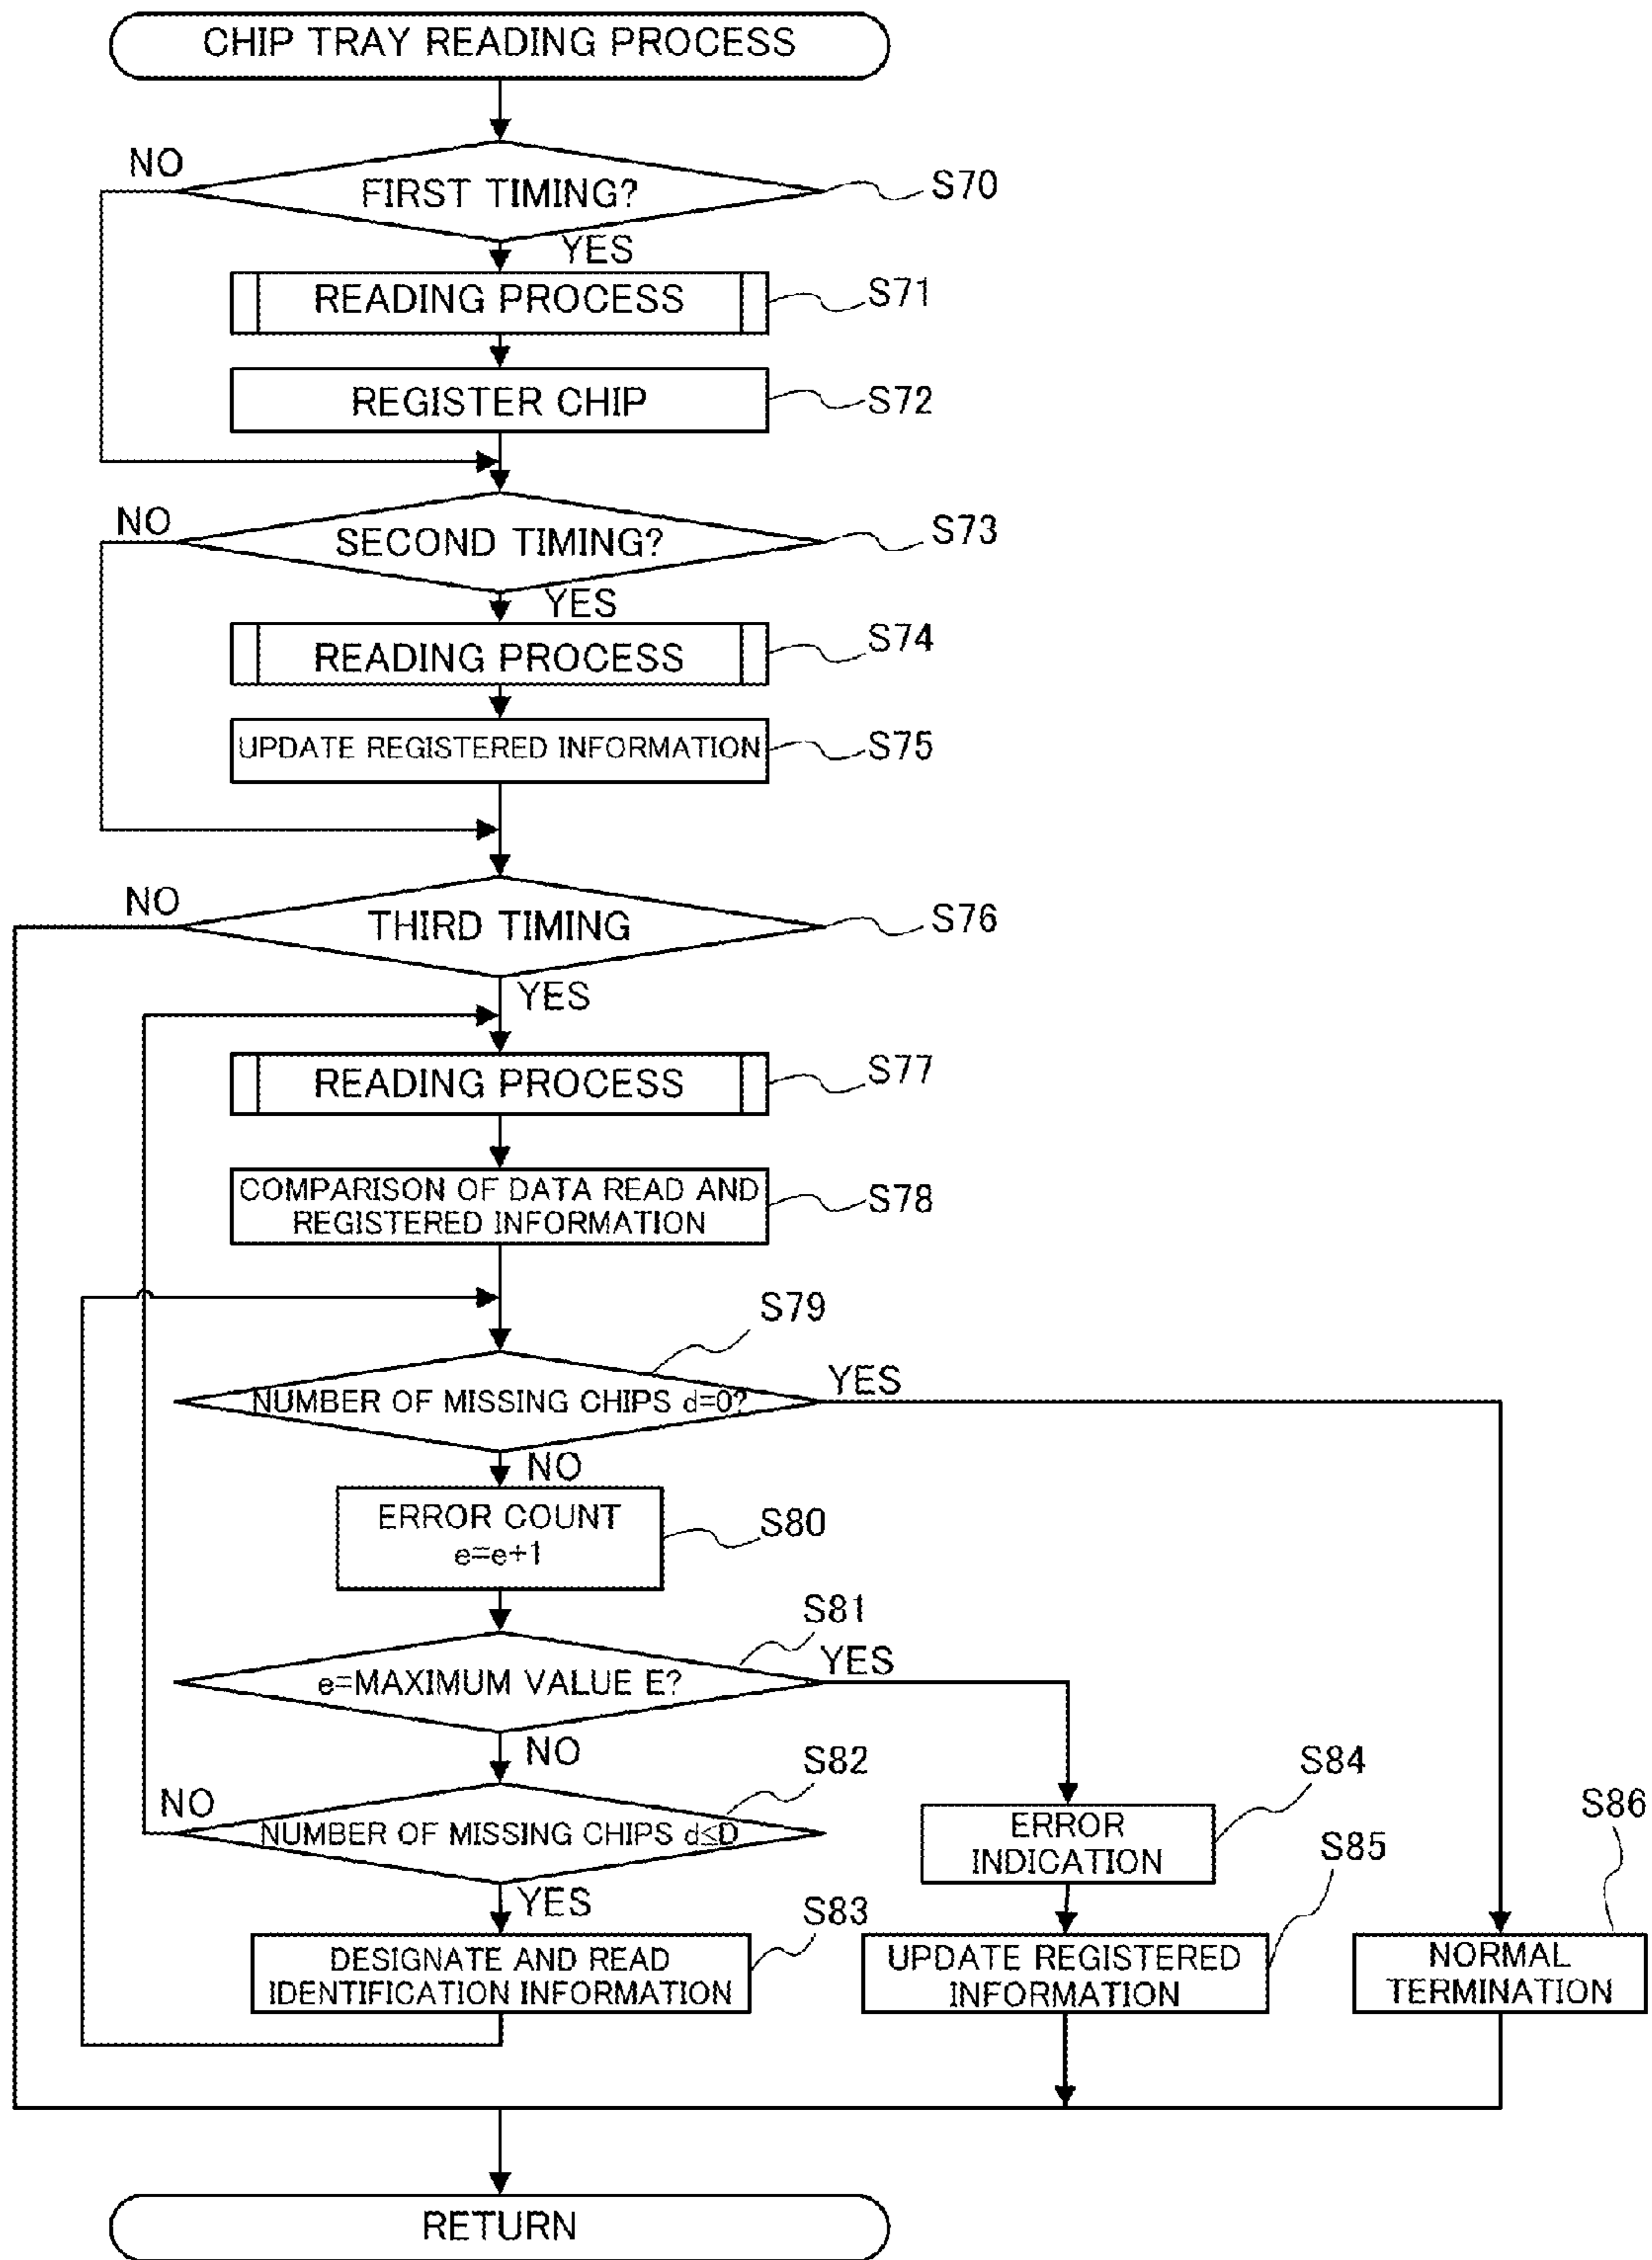 CHIP TRAY READING PROCESS
NO
FIRST TIMING?
S70
YES
READING PROCESS
S71
REGISTER CHIP
S72
NO
SECOND TIMING?
S73
YES
READING PROCESS
S74
UPDATE REGISTERED INFORMATION
S75
NO
THIRD TIMING
S76
YES
READING PROCESS
S77
COMPARISON OF DATA READ AND
REGISTERED INFORMATION
S78
S79
NUMBER OF MISSING CHIPS d=0?
YES
NO
ERROR COUNT
e=e+1
S80
S81
e=MAXIMUM VALUE E?
YES
NO
S82
NO
NUMBER OF MISSING CHIPS d≤D
YES
S83
DESIGNATE AND READ
IDENTIFICATION INFORMATION
S84
ERROR
INDICATION
S85
UPDATE REGISTERED
INFORMATION
S86
NORMAL
TERMINATION
RETURN